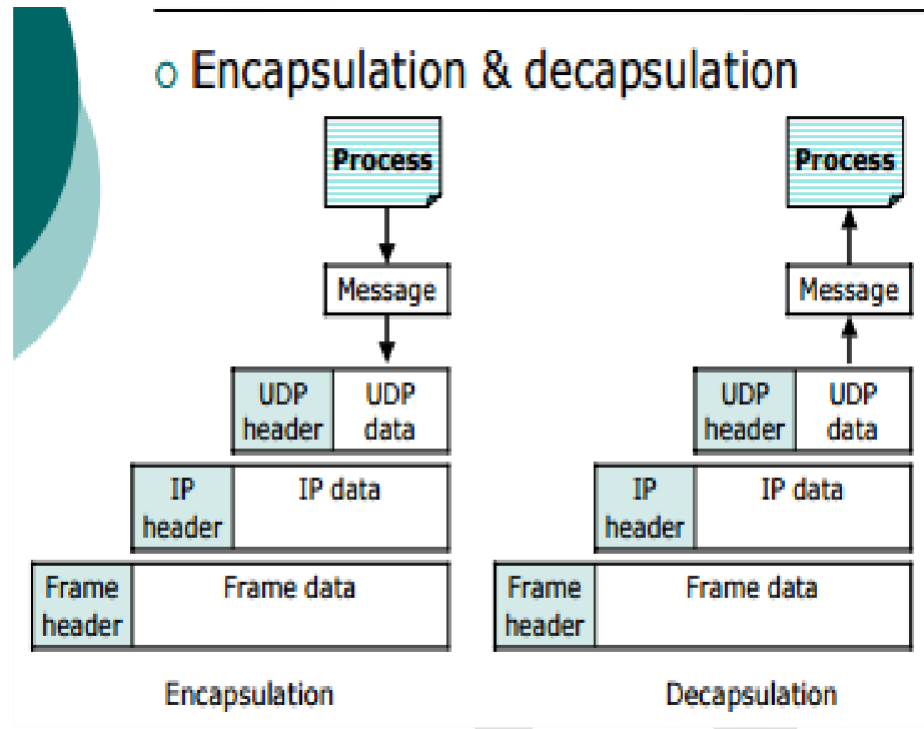 o Encapsulation & decapsulation
Process
Message
UDP
header
UDP
data
IP
header
IP data
Frame
header
Frame data
Encapsulation
Process
Message
UDP
header
UDP
data
IP
header
IP data
Frame
header
Frame data
Decapsulation